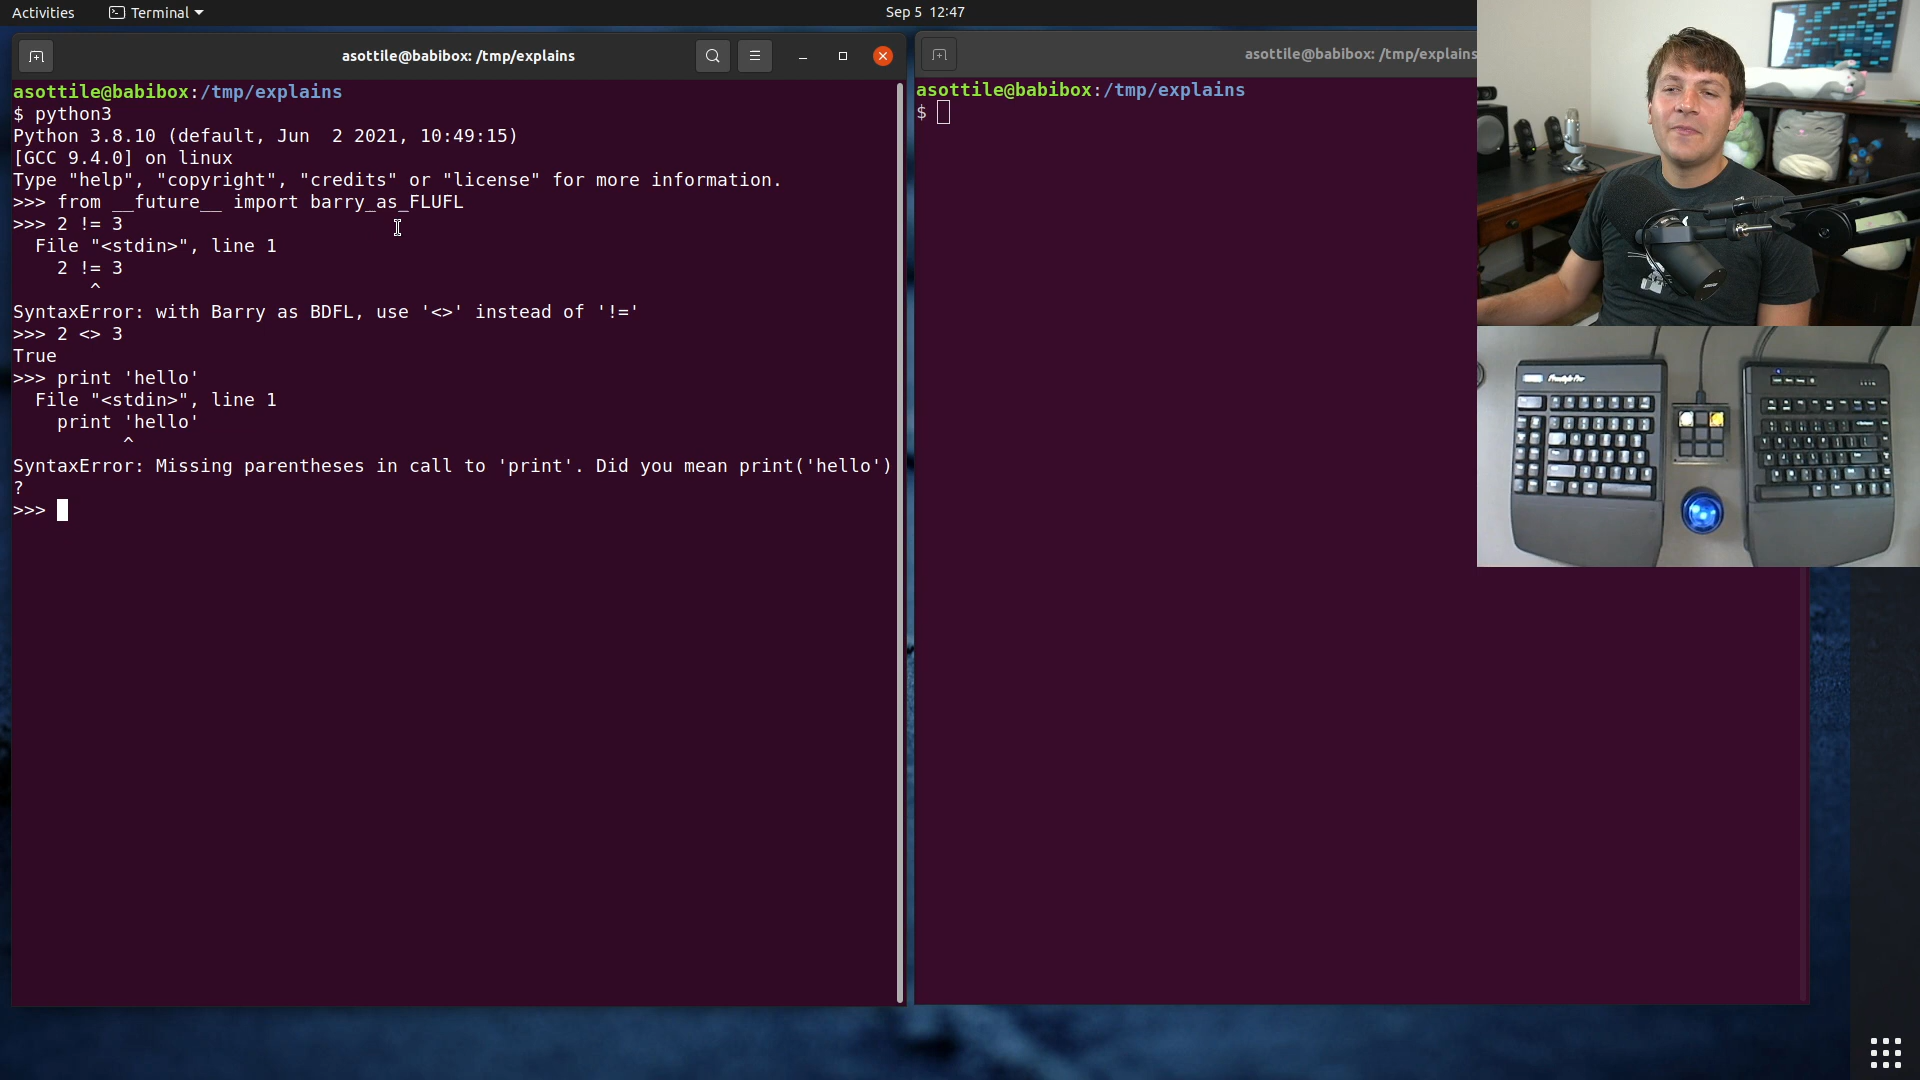 Activities
Terminal
Sep 5 12:47
asottile@babibox: /tmp/explains
asottile@babibox:/tmp/explains
$ python3
Python 3.8.10 (default, Jun  2 2021, 10:49:15)
[GCC 9.4.0] on linux
Type "help", "copyright", "credits" or "license" for more information.
>>> from __future__ import barry_as_FLUFL
>>> 2 != 3
  File "<stdin>", line 1
    2 != 3
       ^
SyntaxError: with Barry as BDFL, use '<>' instead of '!='
>>> 2 <> 3
True
>>> print 'hello'
  File "<stdin>", line 1
    print 'hello'
          ^
SyntaxError: Missing parentheses in call to 'print'. Did you mean print('hello')
?
>>>
asottile@babibox: /tmp/explains
asottile@babibox:/tmp/explains
$
Freestyle Pro